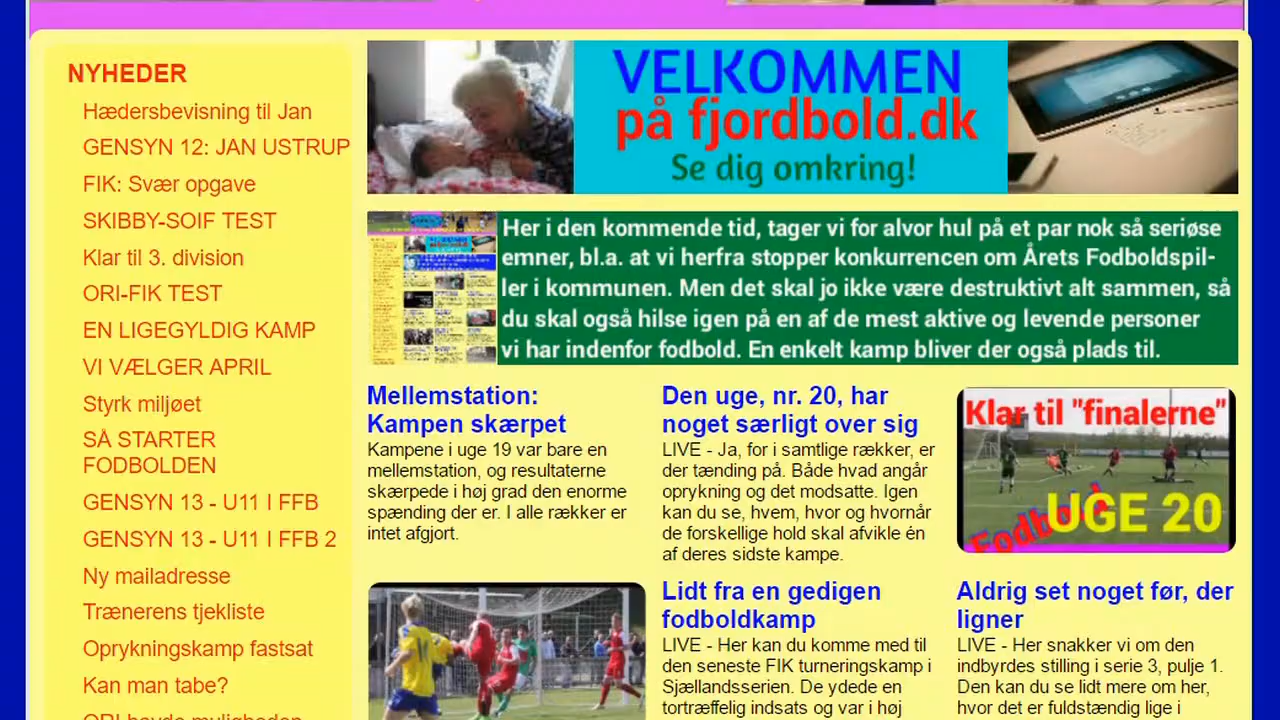 NYHEDER
Hædersbevisning til Jan
GENSYN 12: JAN USTRUP
FIK: Svær opgave
SKIBBY-SOIF TEST
Klar til 3. division
ORI-FIK TEST
EN LIGEGYLDIG KAMP
VI VÆLGER APRIL
Styrk miljøet
SÅ STARTER
FODBOLDEN
GENSYN 13 - U11 I FFB
GENSYN 13 - U11 I FFB 2
Ny mailadresse
Trænerens tjekliste
Oprykningskamp fastsat
Kan man tabe?
ORI havde muligheden
VELKOMMEN
på fjordbold.dk
Se dig omkring!
Her i den kommende tid, tager vi for alvor hul på et par nok så seriøse
emner, bl.a. at vi herfra stopper konkurrencen om Årets Fodboldspil-
ler i kommunen. Men det skal jo ikke være destruktivt alt sammen, så
du skal også hilse igen på en af de mest aktive og levende personer
vi har indenfor fodbold. En enkelt kamp bliver der også plads til.
Mellemstation:
Kampen skærpet
Kampene i uge 19 var bare en
mellemstation, og resultaterne
skærpede i høj grad den enorme
spænding der er. I alle rækker er
intet afgjort.
Den uge, nr. 20, har
noget særligt over sig
LIVE - Ja, for i samtlige rækker, er
der tænding på. Både hvad angår
oprykning og det modsatte. Igen
kan du se, hvem, hvor og hvornår
de forskellige hold skal afvikle én
af deres sidste kampe.
Klar til "finalerne"
Fodbold
UGE 20
Lidt fra en gedigen
fodboldkamp
LIVE - Her kan du komme med til
den seneste FIK turneringskamp i
Sjællandsserien. De ydede en
tortræffelig indsats og var i høj
Aldrig set noget før, der
ligner
LIVE - Her snakker vi om den
indbyrdes stilling i serie 3, pulje 1.
Den kan du se lidt mere om her,
hvor det er fuldstændig lige i